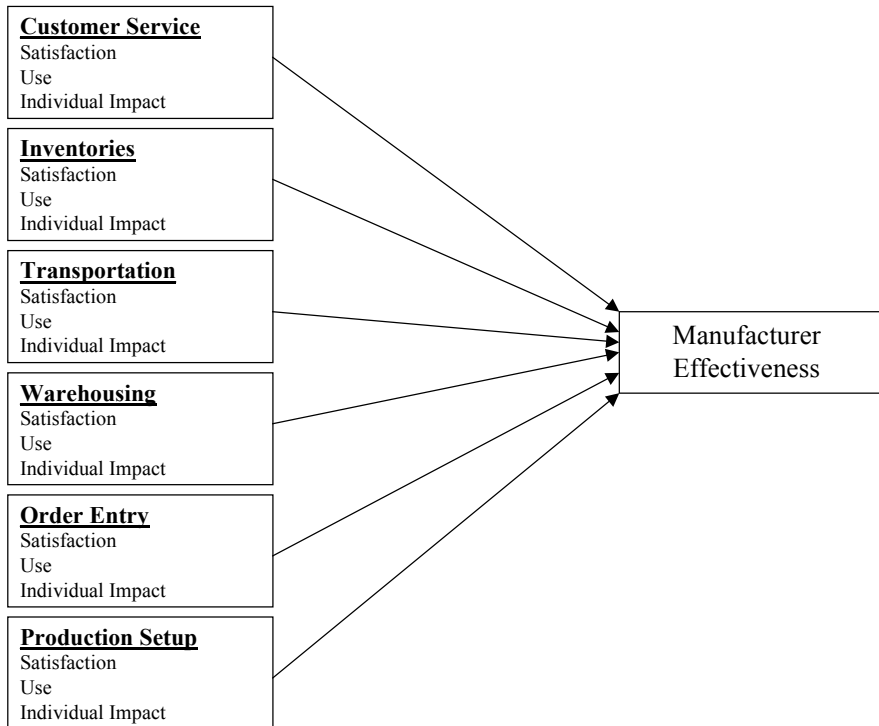 Customer Service
Satisfaction
Use
Individual Impact
Inventories
Satisfaction
Use
Individual Impact
Transportation
Satisfaction
Use
Individual Impact
Warehousing
Satisfaction
Use
Individual Impact
Order Entry
Satisfaction
Use
Individual Impact
Production Setup
Satisfaction
Use
Individual Impact
Manufacturer
Effectiveness